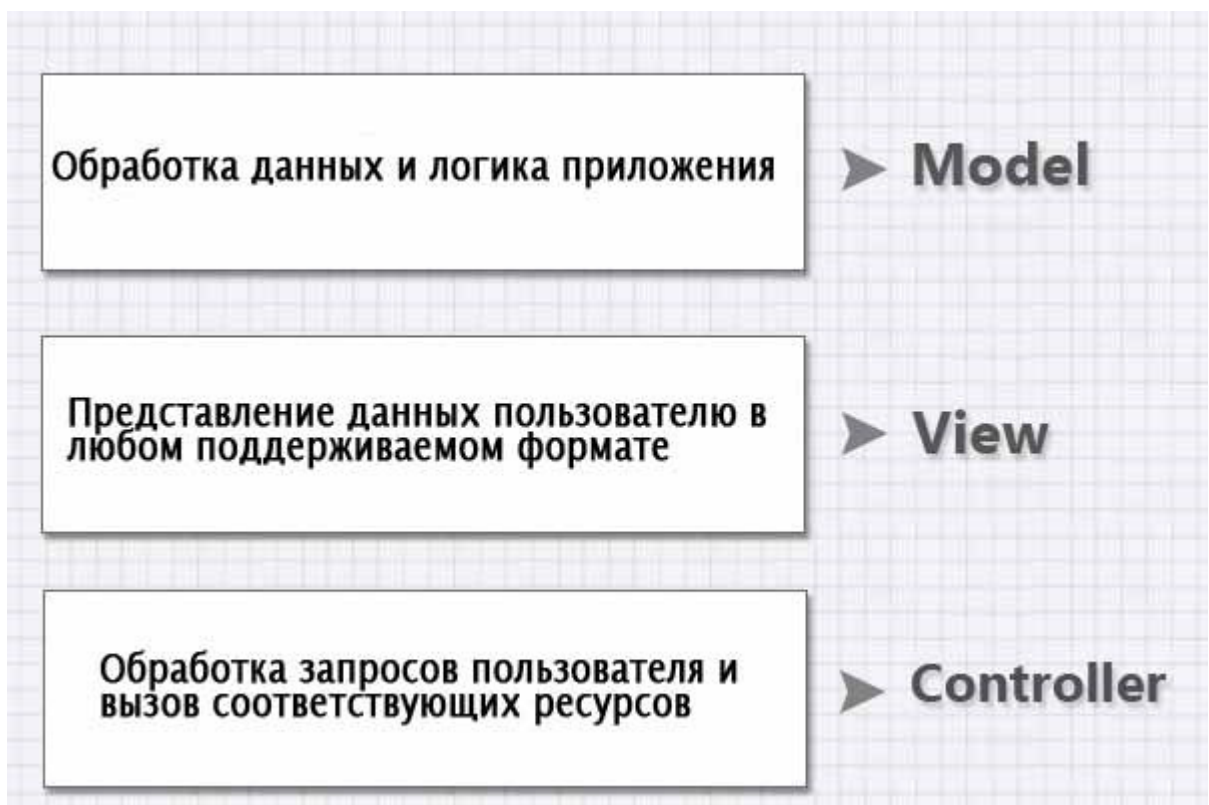 Обработка данных и логика приложения
Model
Представление данных пользователю в
любом поддерживаемом формате
View
Обработка запросов пользователя и
вызов соответствующих ресурсов
Controller